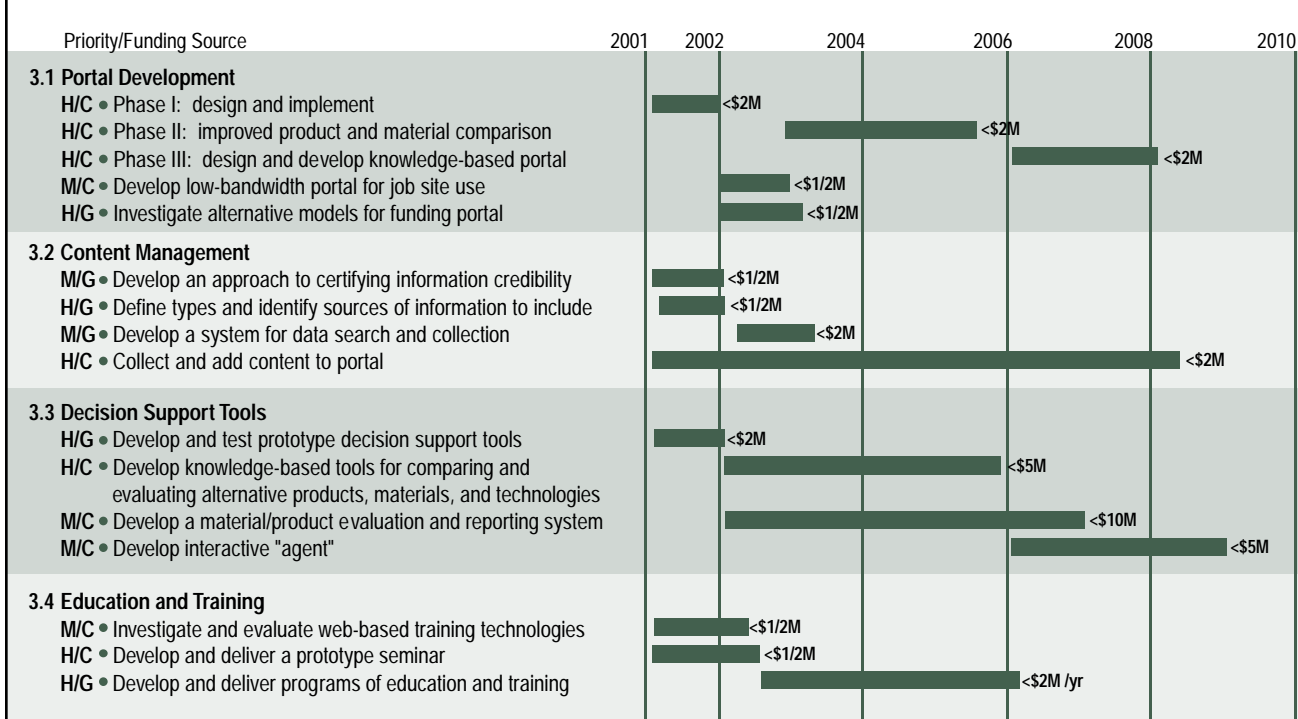 Priority/Funding Source 2001 2002 2004 2006 2008 2010
3.1 Portal Development
H/C • Phase I: design and implement <$2M
H/C • Phase II: improved product and material comparison <$2M
H/C • Phase III: design and develop knowledge-based portal <$2M
M/C • Develop low-bandwidth portal for job site use <$1/2M
H/G • Investigate alternative models for funding portal <$1/2M
3.2 Content Management
M/G • Develop an approach to certifying information credibility <$1/2M
H/G • Define types and identify sources of information to include <$1/2M
M/G • Develop a system for data search and collection <$2M
H/C • Collect and add content to portal <$2M
3.3 Decision Support Tools
H/G • Develop and test prototype decision support tools <$2M
H/C • Develop knowledge-based tools for comparing and <$5M
evaluating alternative products, materials, and technologies
M/C • Develop a material/product evaluation and reporting system <$10M
M/C • Develop interactive "agent" <$5M
3.4 Education and Training
M/C • Investigate and evaluate web-based training technologies <$1/2M
H/C • Develop and deliver a prototype seminar <$1/2M
H/G • Develop and deliver programs of education and training <$2M /yr